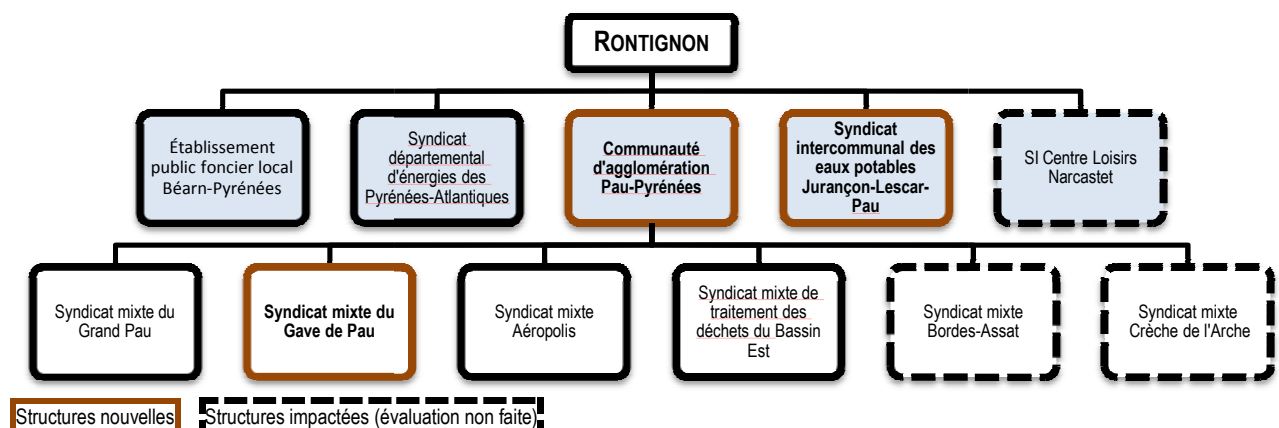 RONTIGNON
Établissement
public foncier local
Béarn-Pyrénées
Syndicat
départemental
d'énergies des
Pyrénées-Atlantiques
Communauté
d'agglomération
Pau-Pyrénées
Syndicat
intercommunal des
eaux potables
Jurançon-Lescar-
Pau
SI Centre Loisirs
Narcastet
Syndicat mixte du
Grand Pau
Syndicat mixte du
Gave de Pau
Syndicat mixte
Aéropolis
Syndicat mixte de
traitement des
déchets du Bassin
Est
Syndicat mixte
Bordes-Assat
Syndicat mixte
Crèche de l'Arche
Structures nouvelles
Structures impactées (évaluation non faite)